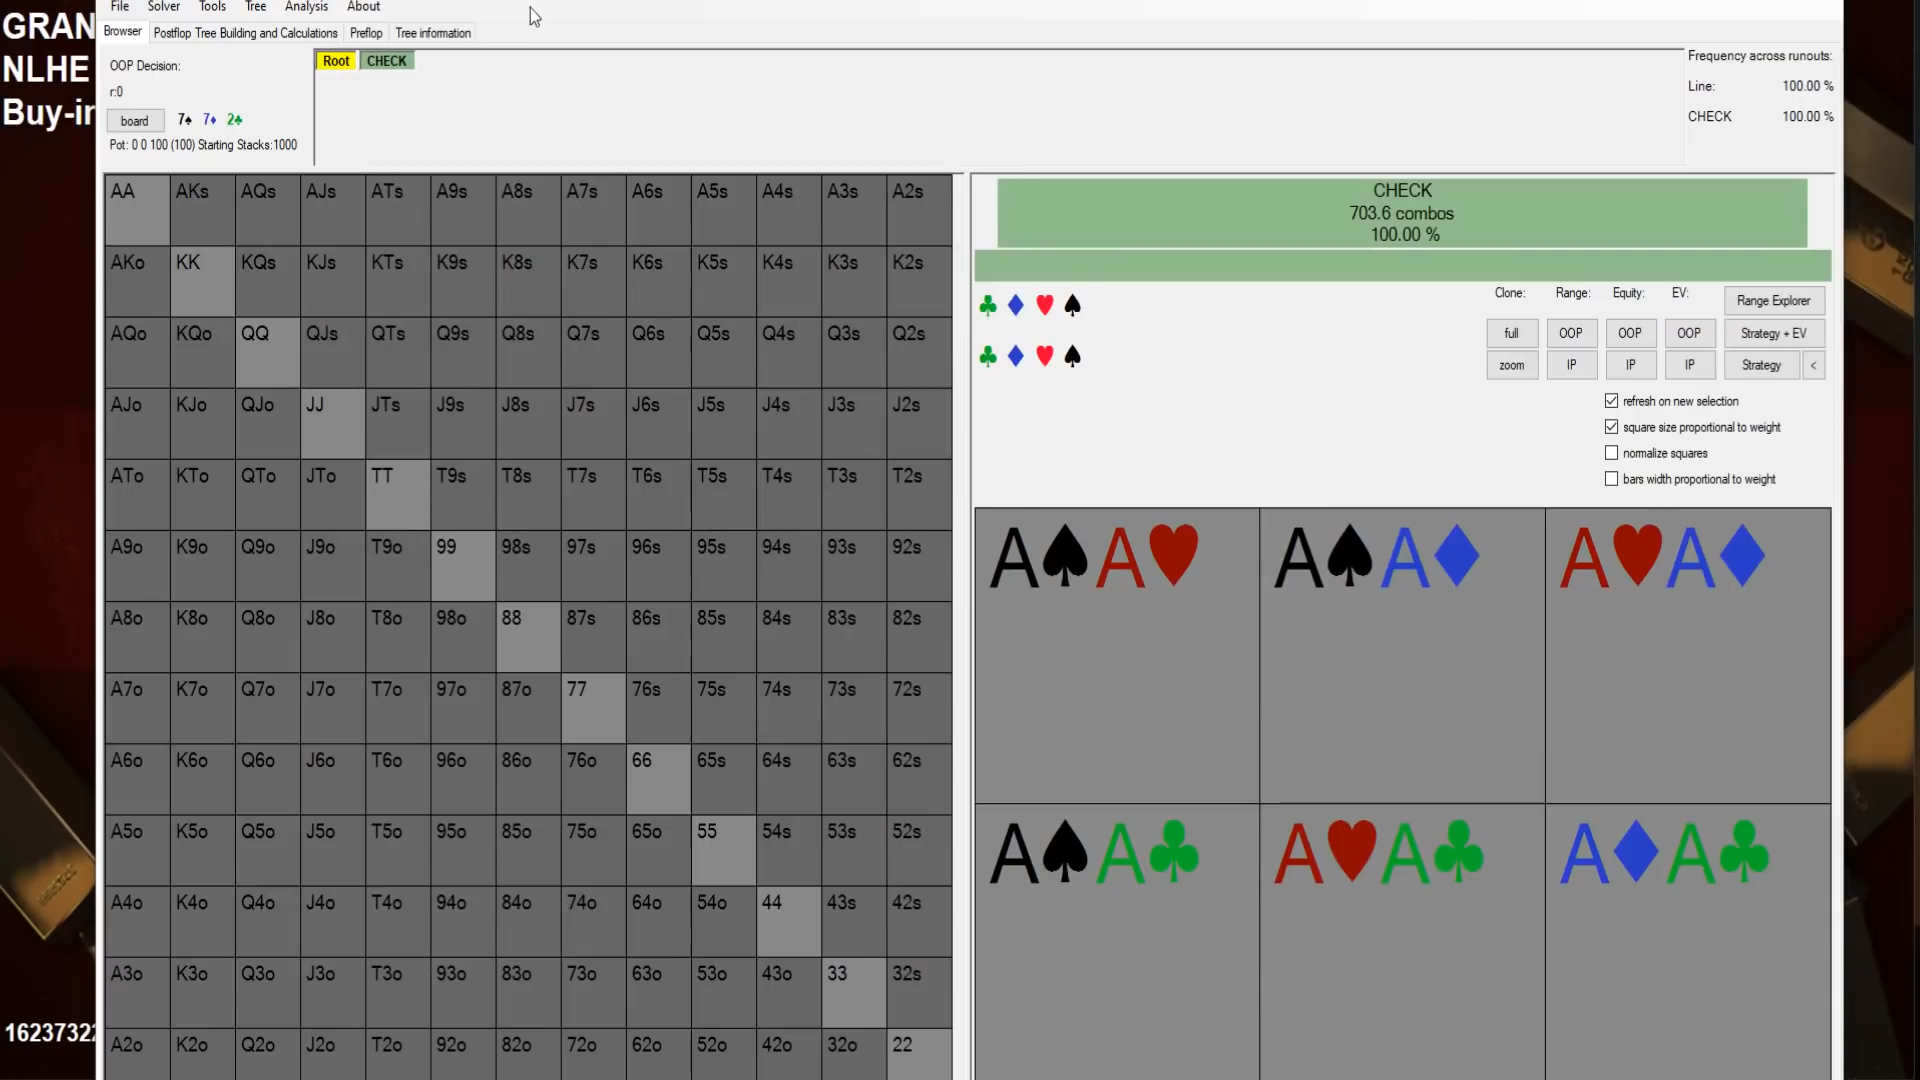 GRAN
NLHE
Buy-in
File Solver Tools Tree Analysis About
Browser Postflop Tree Building and Calculations Preflop Tree information
OOP Decision:
r:0
board 7♠ 7♦ 2♣
Pot: 0 0 100 (100) Starting Stacks:1000
Root CHECK
Frequency across runouts:
Line: 100.00 %
CHECK 100.00 %
AA AKs AQs AJs ATs A9s A8s A7s A6s A5s A4s A3s A2s
AKo KK KQs KJs KTs K9s K8s K7s K6s K5s K4s K3s K2s
AQo KQo QQ QJs QTs Q9s Q8s Q7s Q6s Q5s Q4s Q3s Q2s
AJo KJo QJo JJ JTs J9s J8s J7s J6s J5s J4s J3s J2s
ATo KTo QTo JTo TT T9s T8s T7s T6s T5s T4s T3s T2s
A9o K9o Q9o J9o T9o 99 98s 97s 96s 95s 94s 93s 92s
A8o K8o Q8o J8o T8o 98o 88 87s 86s 85s 84s 83s 82s
A7o K7o Q7o J7o T7o 97o 87o 77 76s 75s 74s 73s 72s
A6o K6o Q6o J6o T6o 96o 86o 76o 66 65s 64s 63s 62s
A5o K5o Q5o J5o T5o 95o 85o 75o 65o 55 54s 53s 52s
A4o K4o Q4o J4o T4o 94o 84o 74o 64o 54o 44 43s 42s
A3o K3o Q3o J3o T3o 93o 83o 73o 63o 53o 43o 33 32s
A2o K2o Q2o J2o T2o 92o 82o 72o 62o 52o 42o 32o 22
CHECK
703.6 combos
100.00 %
♣ ♦ ♥ ♠
♣ ♦ ♥ ♠
Clone: Range: Equity: EV: Range Explorer
full OOP OOP OOP Strategy + EV
zoom IP IP IP Strategy <
refresh on new selection
square size proportional to weight
normalize squares
bars width proportional to weight
A♠A♥ A♠A♦ A♥A♦
A♠A♣ A♥A♣ A♦A♣